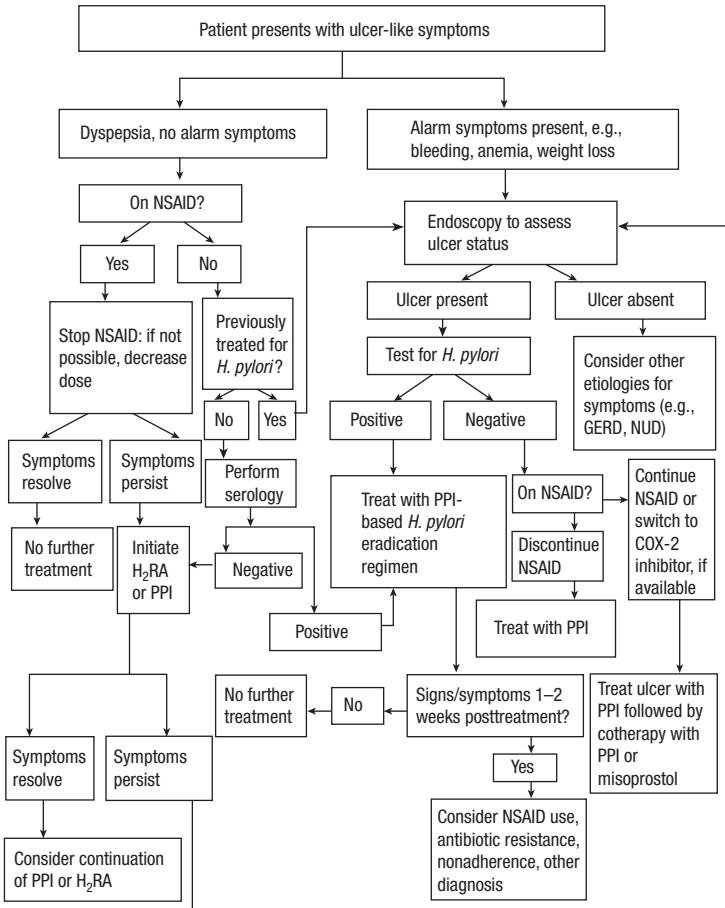 Patient presents with ulcer-like symptoms
Dyspepsia, no alarm symptoms
Alarm symptoms present, e.g.,
bleeding, anemia, weight loss
On NSAID?
Endoscopy to assess
ulcer status
Yes
No
Ulcer present
Ulcer absent
Stop NSAID: if not
possible, decrease
dose
Previously
treated for
H. pylori?
Test for H. pylori
Consider other
etiologies for
symptoms (e.g.,
GERD, NUD)
No
Yes
Positive
Negative
Symptoms
resolve
Symptoms
persist
Perform
serology
Treat with PPI-
based H. pylori
eradication
regimen
On NSAID?
Continue
NSAID or
switch to
COX-2
inhibitor, if
available
No further
treatment
Initiate
H₂RA
or PPI
Negative
Discontinue
NSAID
Positive
Treat with PPI
No further
treatment
No
Signs/symptoms 1–2
weeks posttreatment?
Treat ulcer with
PPI followed by
cotherapy with
PPI or
misoprostol
Symptoms
resolve
Symptoms
persist
Yes
Consider continuation
of PPI or H₂RA
Consider NSAID use,
antibiotic resistance,
nonadherence, other
diagnosis